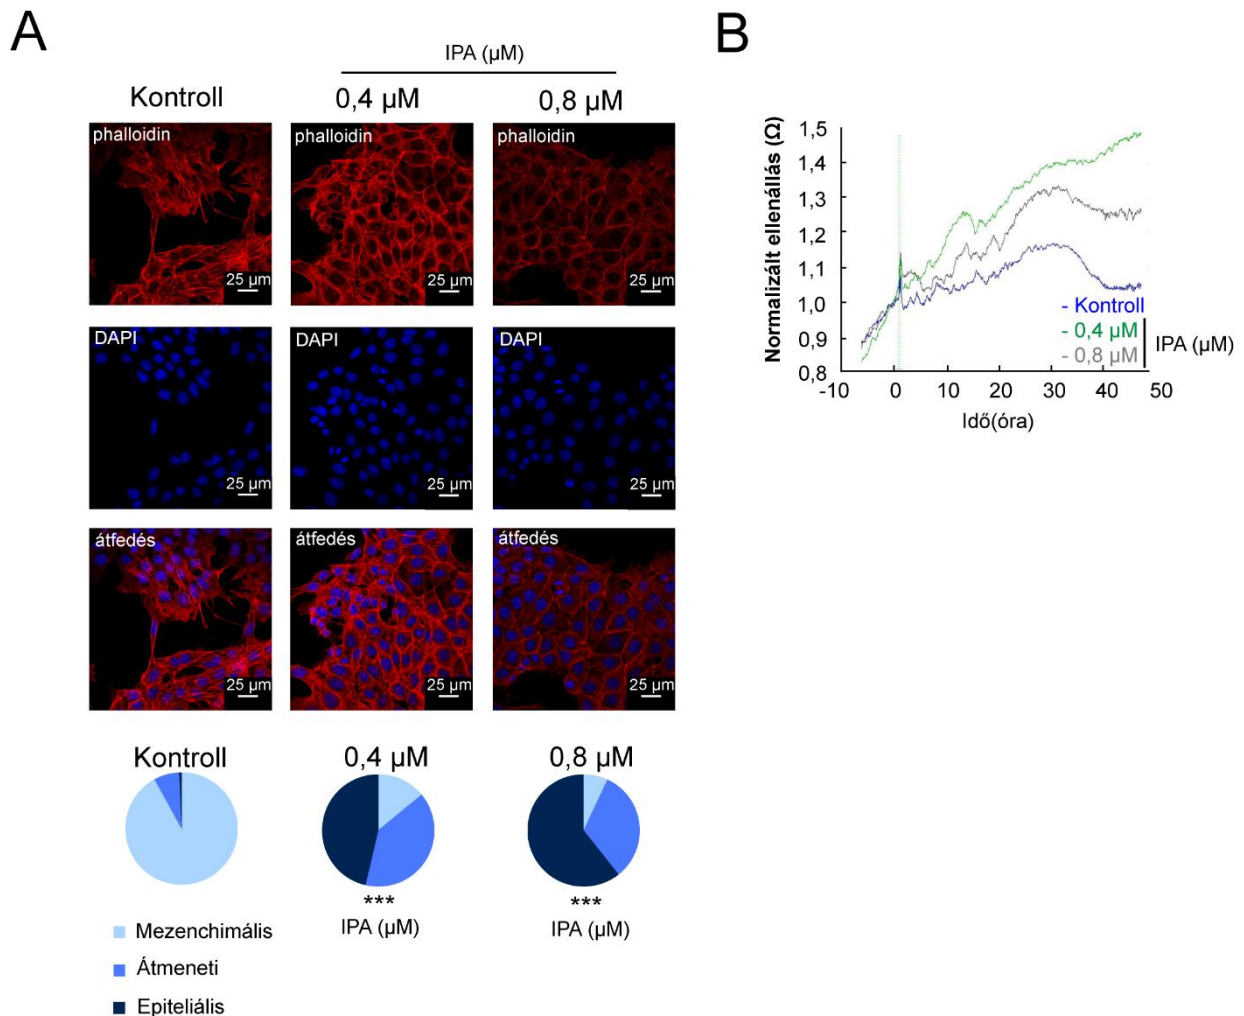 A
IPA (µM)
Kontroll
0,4 µM
0,8 µM
phalloidin
25 µm
phalloidin
25 µm
phalloidin
25 µm
DAPI
25 µm
DAPI
25 µm
DAPI
25 µm
átfedés
25 µm
átfedés
25 µm
átfedés
25 µm
Kontroll
0,4 µM
0,8 µM
***
IPA (µM)
***
IPA (µM)
Mezenchimális
Átmeneti
Epiteliális
B
Normalizált ellenállás (Ω)
1,5
1,4
1,3
1,2
1,1
1,0
0,9
0,8
-10
0
10
20
30
40
50
Idő(óra)
- Kontroll
- 0,4 µM
- 0,8 µM
IPA (µM)